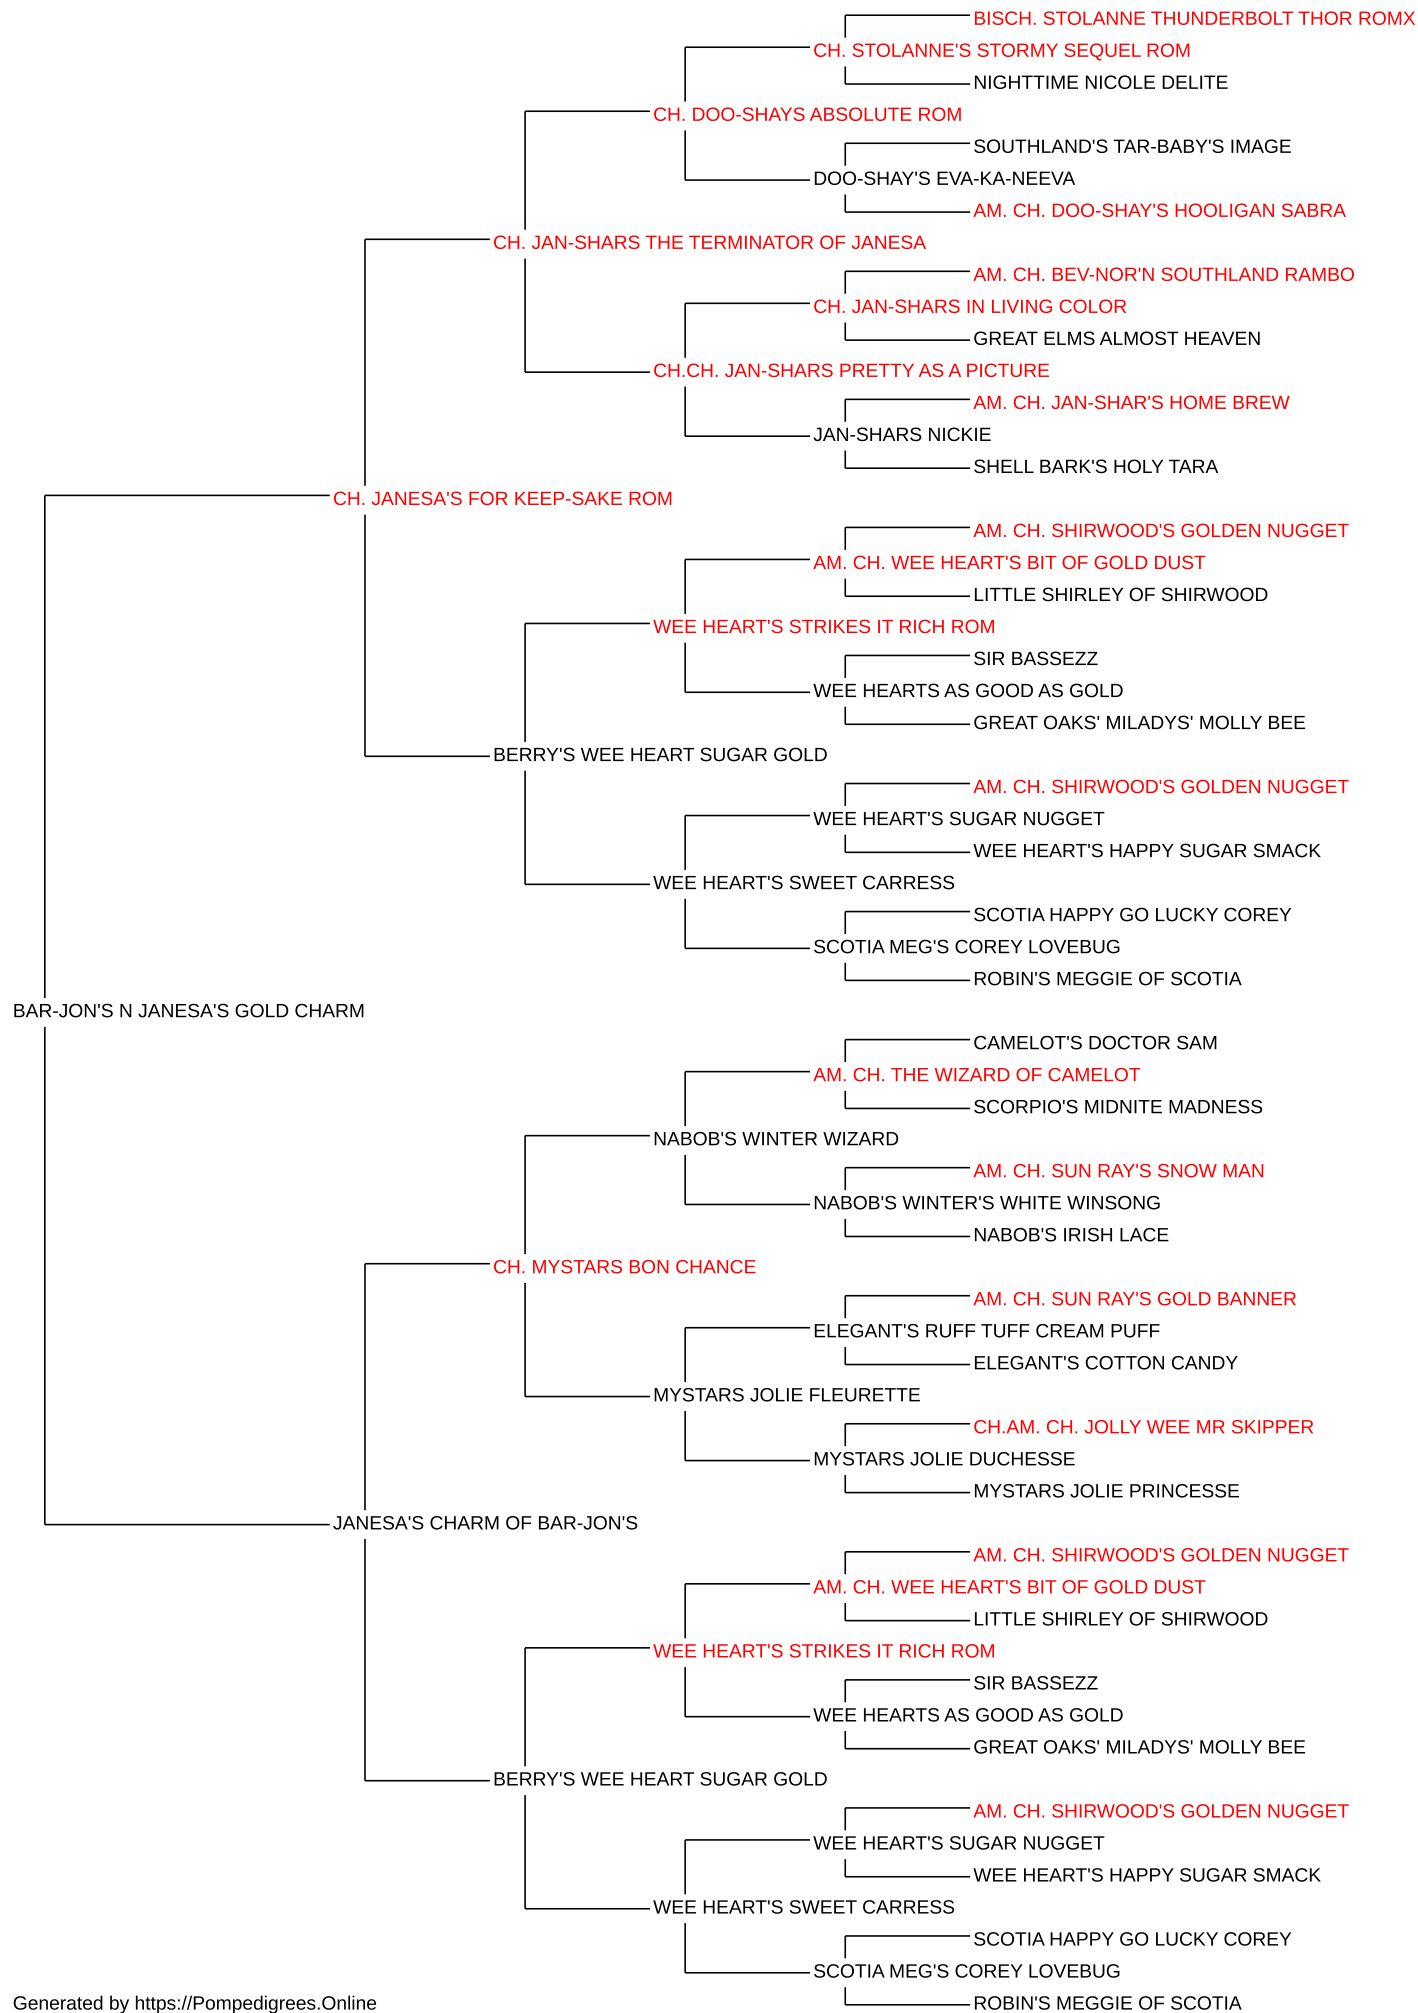 BISCH. STOLANNE THUNDERBOLT THOR ROMX
CH. STOLANNE'S STORMY SEQUEL ROM
NIGHTTIME NICOLE DELITE
CH. DOO-SHAYS ABSOLUTE ROM
SOUTHLAND'S TAR-BABY'S IMAGE
DOO-SHAY'S EVA-KA-NEEVA
AM. CH. DOO-SHAY'S HOOLIGAN SABRA
CH. JAN-SHARS THE TERMINATOR OF JANESA
AM. CH. BEV-NOR'N SOUTHLAND RAMBO
CH. JAN-SHARS IN LIVING COLOR
GREAT ELMS ALMOST HEAVEN
CH.CH. JAN-SHARS PRETTY AS A PICTURE
AM. CH. JAN-SHAR'S HOME BREW
JAN-SHARS NICKIE
SHELL BARK'S HOLY TARA
CH. JANESA'S FOR KEEP-SAKE ROM
AM. CH. SHIRWOOD'S GOLDEN NUGGET
AM. CH. WEE HEART'S BIT OF GOLD DUST
LITTLE SHIRLEY OF SHIRWOOD
WEE HEART'S STRIKES IT RICH ROM
SIR BASSEZZ
WEE HEARTS AS GOOD AS GOLD
GREAT OAKS' MILADYS' MOLLY BEE
BERRY'S WEE HEART SUGAR GOLD
AM. CH. SHIRWOOD'S GOLDEN NUGGET
WEE HEART'S SUGAR NUGGET
WEE HEART'S HAPPY SUGAR SMACK
WEE HEART'S SWEET CARRESS
SCOTIA HAPPY GO LUCKY COREY
SCOTIA MEG'S COREY LOVEBUG
ROBIN'S MEGGIE OF SCOTIA
BAR-JON'S N JANESA'S GOLD CHARM
CAMELOT'S DOCTOR SAM
AM. CH. THE WIZARD OF CAMELOT
SCORPIO'S MIDNITE MADNESS
NABOB'S WINTER WIZARD
AM. CH. SUN RAY'S SNOW MAN
NABOB'S WINTER'S WHITE WINSONG
NABOB'S IRISH LACE
CH. MYSTARS BON CHANCE
AM. CH. SUN RAY'S GOLD BANNER
ELEGANT'S RUFF TUFF CREAM PUFF
ELEGANT'S COTTON CANDY
MYSTARS JOLIE FLEURETTE
CH.AM. CH. JOLLY WEE MR SKIPPER
MYSTARS JOLIE DUCHESSE
MYSTARS JOLIE PRINCESSE
JANESA'S CHARM OF BAR-JON'S
AM. CH. SHIRWOOD'S GOLDEN NUGGET
AM. CH. WEE HEART'S BIT OF GOLD DUST
LITTLE SHIRLEY OF SHIRWOOD
WEE HEART'S STRIKES IT RICH ROM
SIR BASSEZZ
WEE HEARTS AS GOOD AS GOLD
GREAT OAKS' MILADYS' MOLLY BEE
BERRY'S WEE HEART SUGAR GOLD
AM. CH. SHIRWOOD'S GOLDEN NUGGET
WEE HEART'S SUGAR NUGGET
WEE HEART'S HAPPY SUGAR SMACK
WEE HEART'S SWEET CARRESS
SCOTIA HAPPY GO LUCKY COREY
SCOTIA MEG'S COREY LOVEBUG
ROBIN'S MEGGIE OF SCOTIA
Generated by https://Pompedigrees.Online